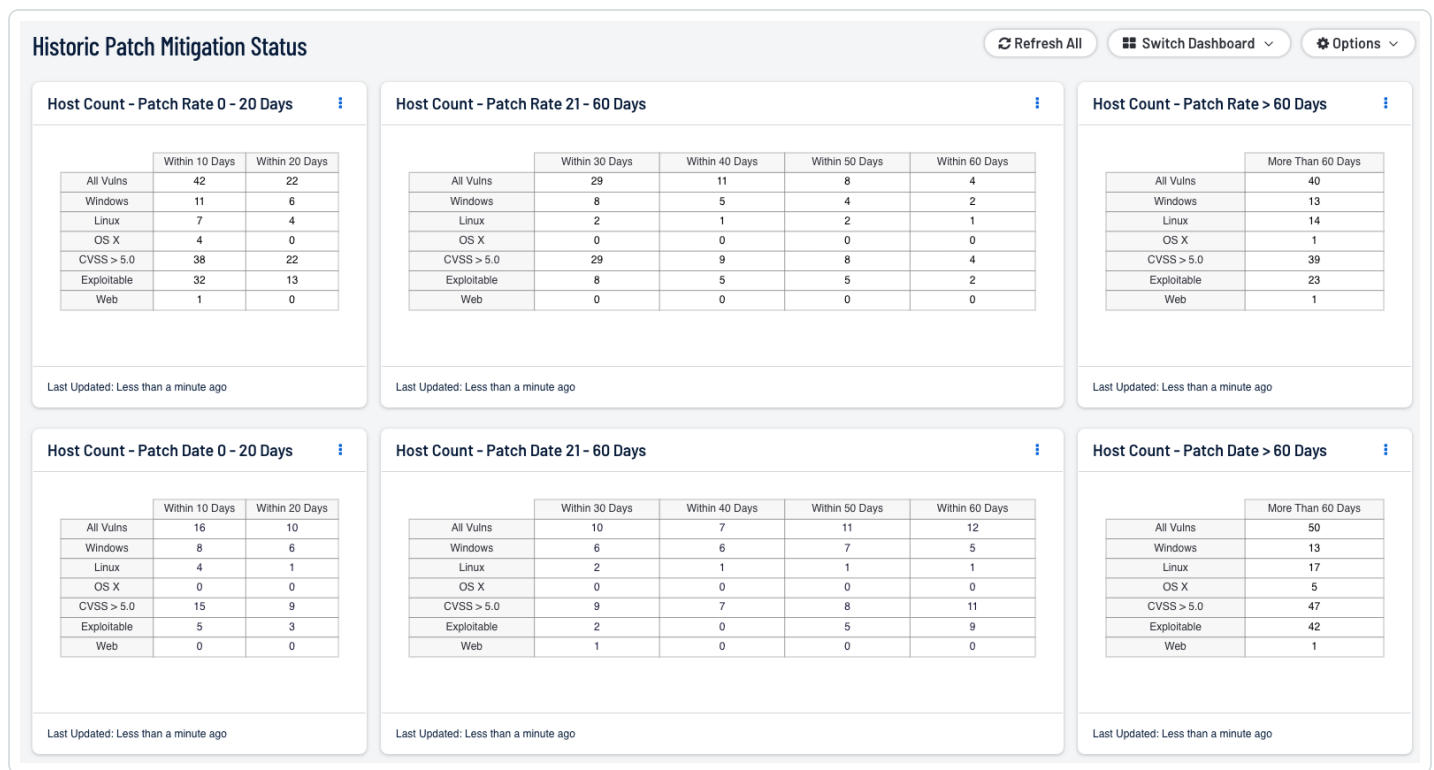 Historic Patch Mitigation Status
Refresh All
Switch Dashboard
Options
Host Count - Patch Rate 0 - 20 Days
Within 10 Days Within 20 Days
All Vulns 42 22
Windows 11 6
Linux 7 4
OS X 4 0
CVSS > 5.0 38 22
Exploitable 32 13
Web 1 0
Last Updated: Less than a minute ago
Host Count - Patch Rate 21 - 60 Days
Within 30 Days Within 40 Days Within 50 Days Within 60 Days
All Vulns 29 11 8 4
Windows 8 5 4 2
Linux 2 1 2 1
OS X 0 0 0 0
CVSS > 5.0 29 9 8 4
Exploitable 8 5 5 2
Web 0 0 0 0
Last Updated: Less than a minute ago
Host Count - Patch Rate > 60 Days
More Than 60 Days
All Vulns 40
Windows 13
Linux 14
OS X 1
CVSS > 5.0 39
Exploitable 23
Web 1
Last Updated: Less than a minute ago
Host Count - Patch Date 0 - 20 Days
Within 10 Days Within 20 Days
All Vulns 16 10
Windows 8 6
Linux 4 1
OS X 0 0
CVSS > 5.0 15 9
Exploitable 5 3
Web 0 0
Last Updated: Less than a minute ago
Host Count - Patch Date 21 - 60 Days
Within 30 Days Within 40 Days Within 50 Days Within 60 Days
All Vulns 10 7 11 12
Windows 6 6 7 5
Linux 2 1 1 1
OS X 0 0 0 0
CVSS > 5.0 9 7 8 11
Exploitable 2 0 5 9
Web 1 0 0 0
Last Updated: Less than a minute ago
Host Count - Patch Date > 60 Days
More Than 60 Days
All Vulns 50
Windows 13
Linux 17
OS X 5
CVSS > 5.0 47
Exploitable 42
Web 1
Last Updated: Less than a minute ago